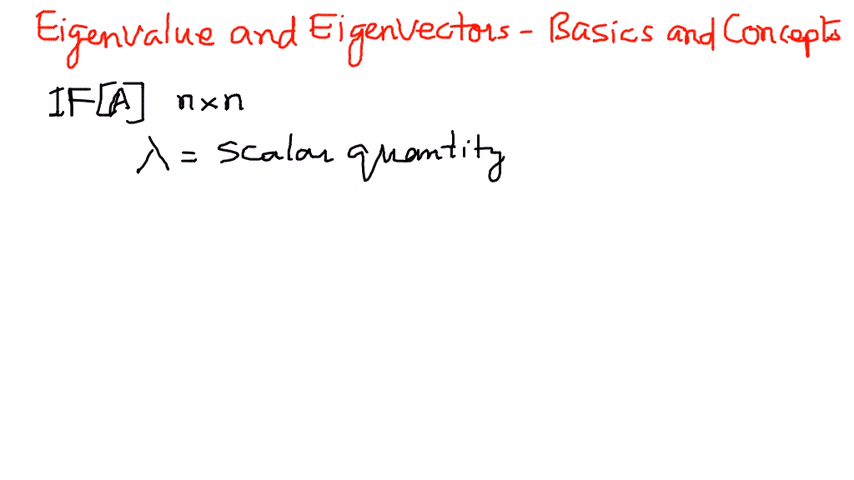 Eigenvalue and Eigenvectors - Basics and Concepts
IF[A] n×n
λ = scalar quantity